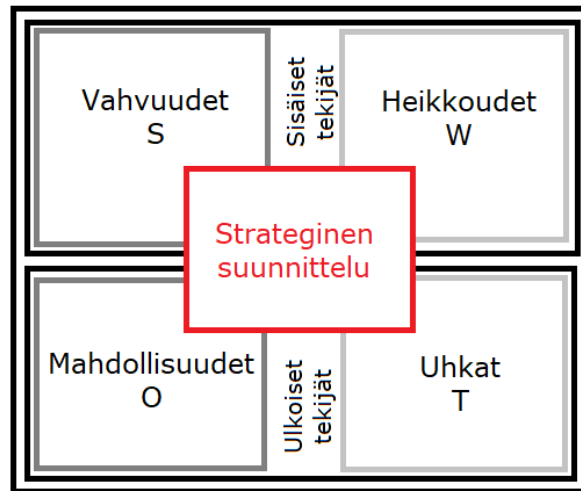 Vahvuudet
S
Sisäiset
tekijät
Heikkoudet
W
Strateginen
suunnittelu
Mahdollisuudet
O
Ulkoiset
tekijät
Uhkat
T